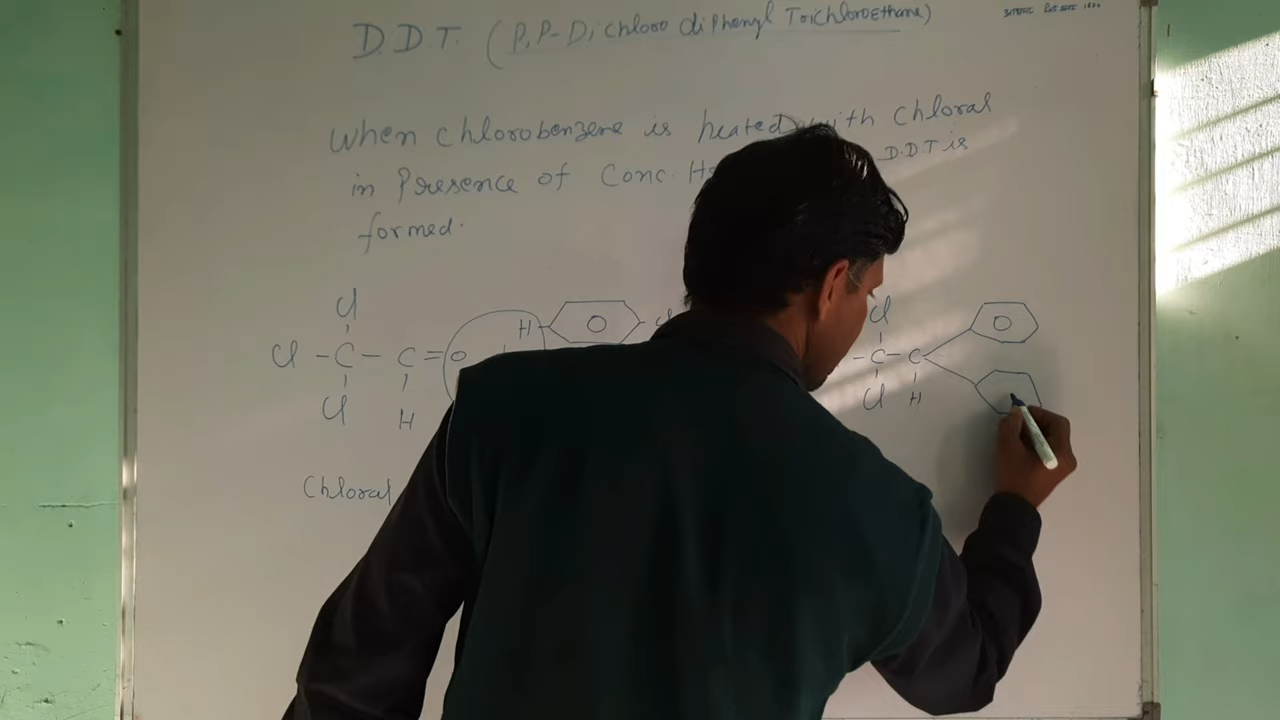 D.D.T. (P,P-Dichloro diPhenyl TrichloroEthane)
When chlorobenzene is heated with chloral
in Presence of Conc. D.D.T is
formed.
Cl Cl
H O
Cl - C - C = O - C - C
Cl H Cl H O
Chloral